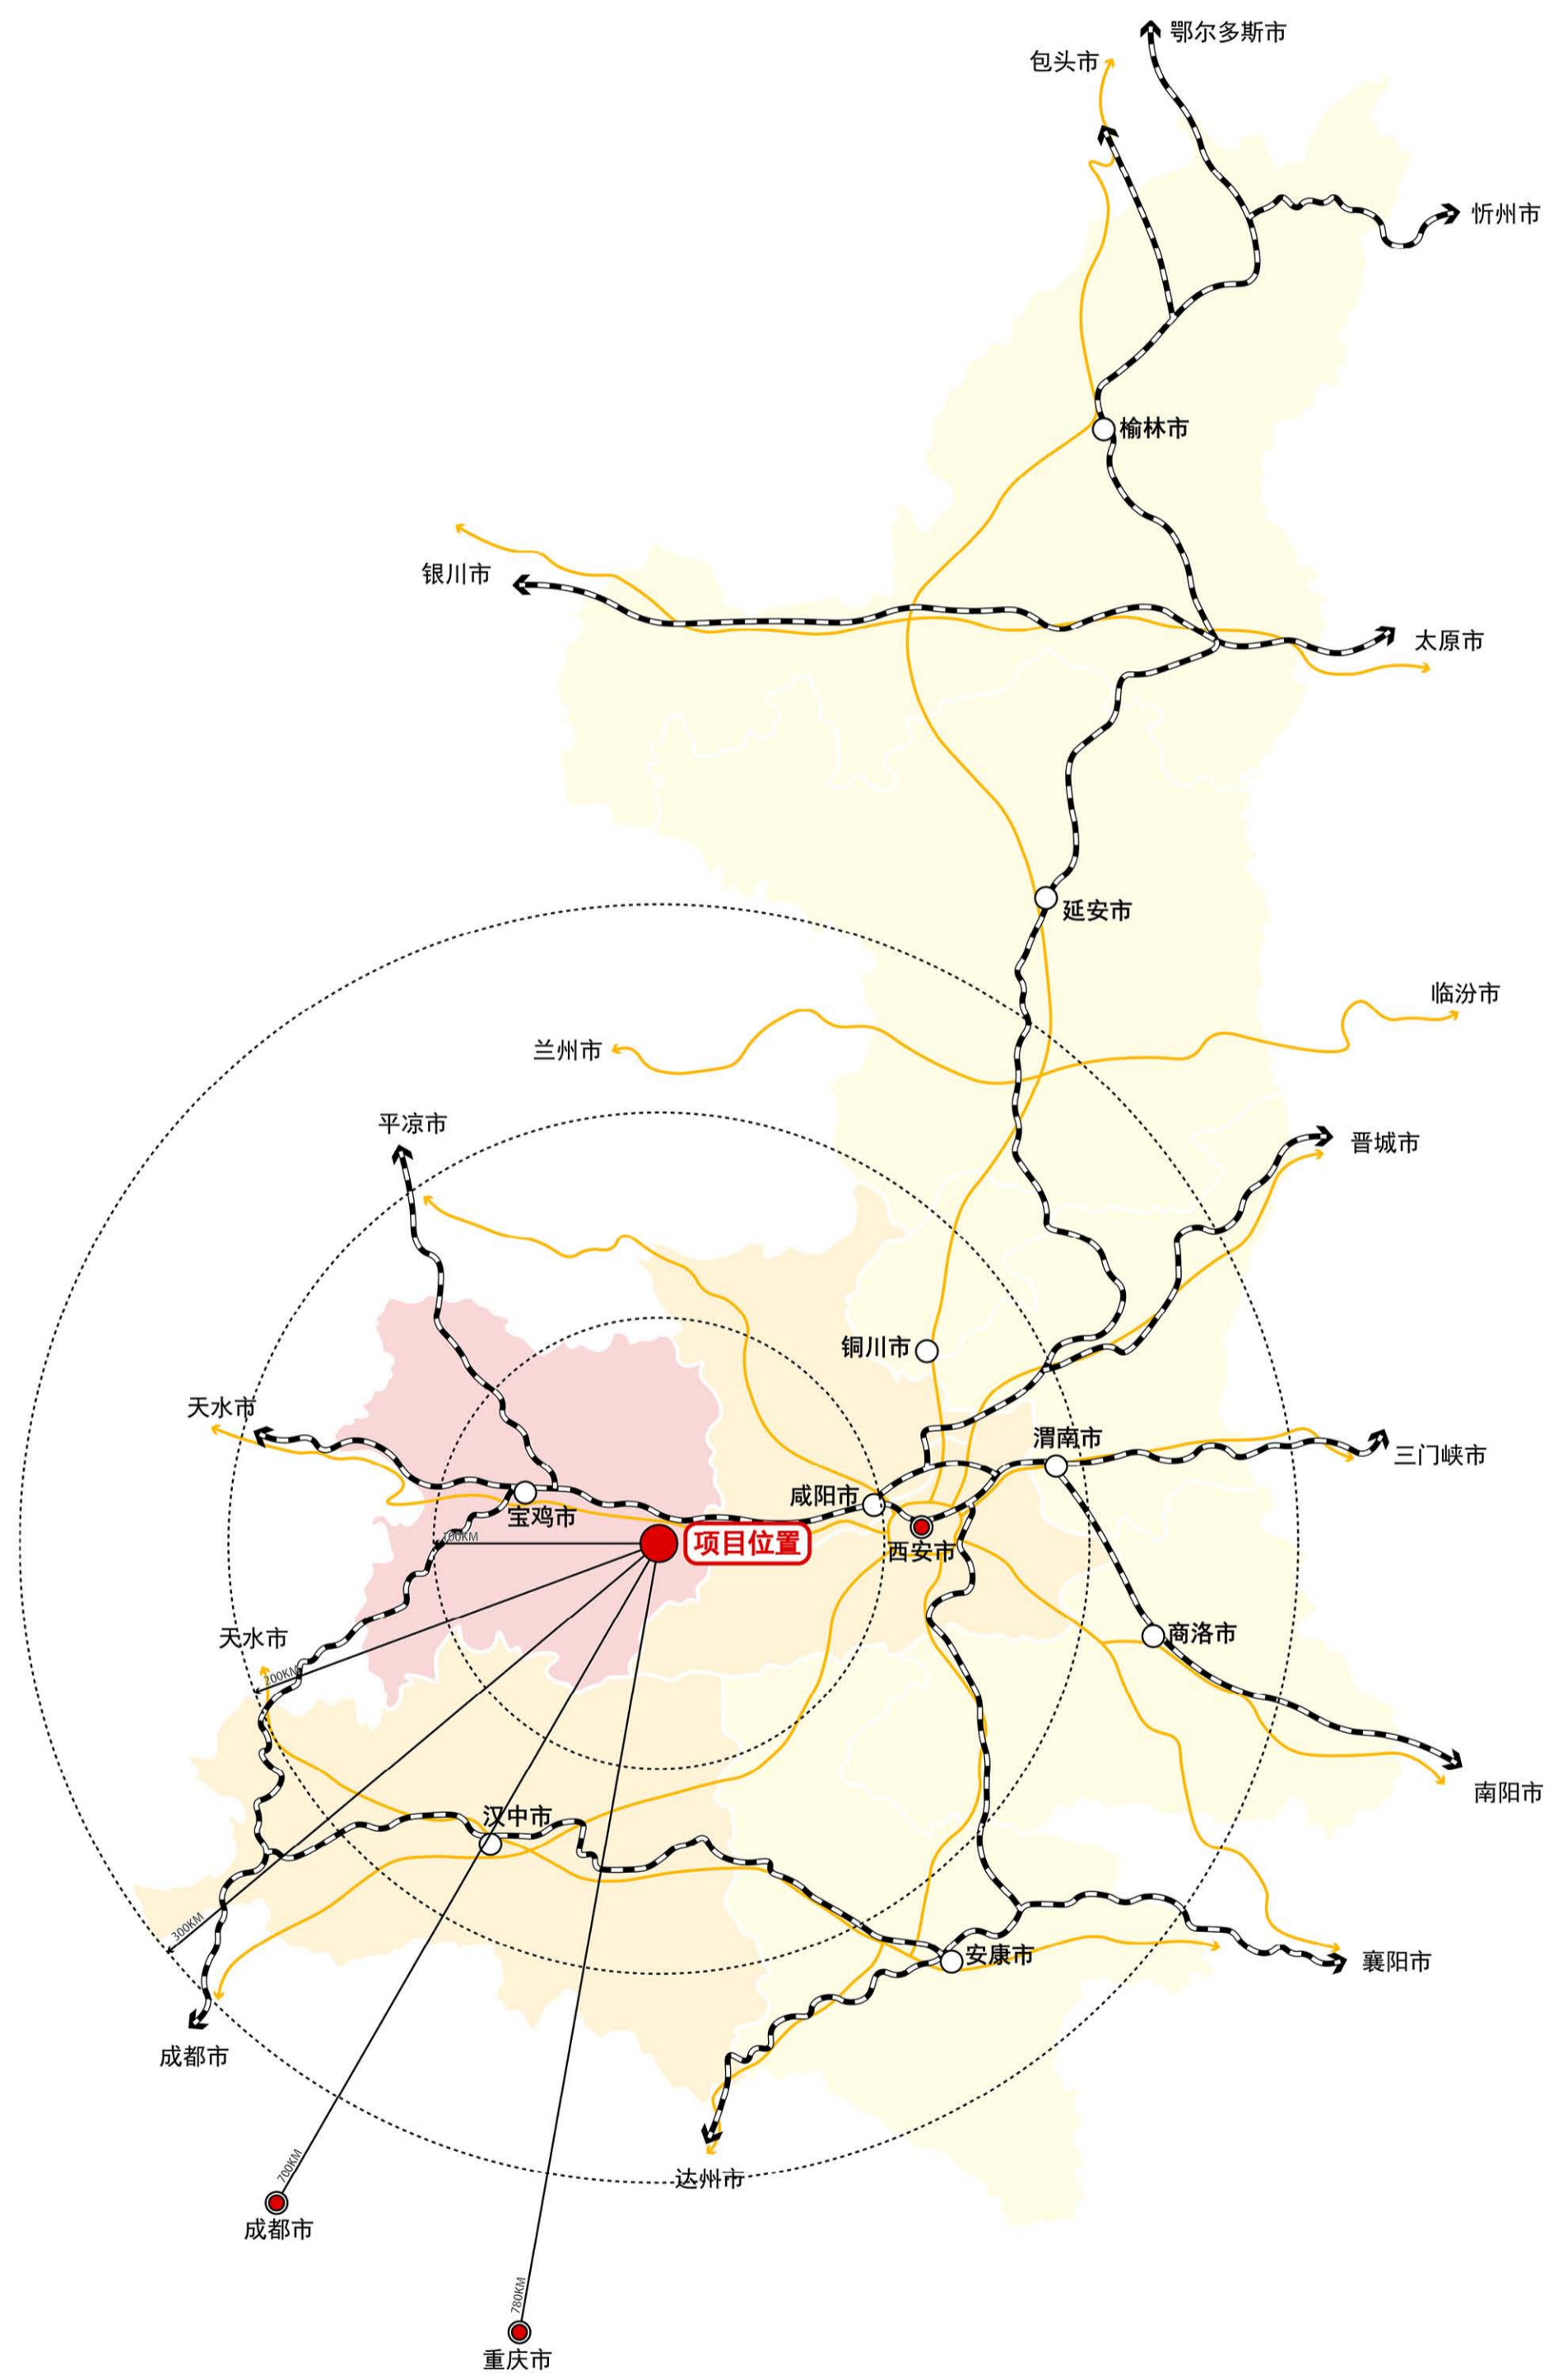 鄂尔多斯市
包头市
忻州市
榆林市
银川市
太原市
延安市
临汾市
兰州市
平凉市
晋城市
铜川市
天水市
渭南市
三门峡市
咸阳市
宝鸡市
100KM
项目位置
西安市
商洛市
天水市
200KM
南阳市
汉中市
300KM
安康市
襄阳市
成都市
700KM
达州市
成都市
780KM
重庆市